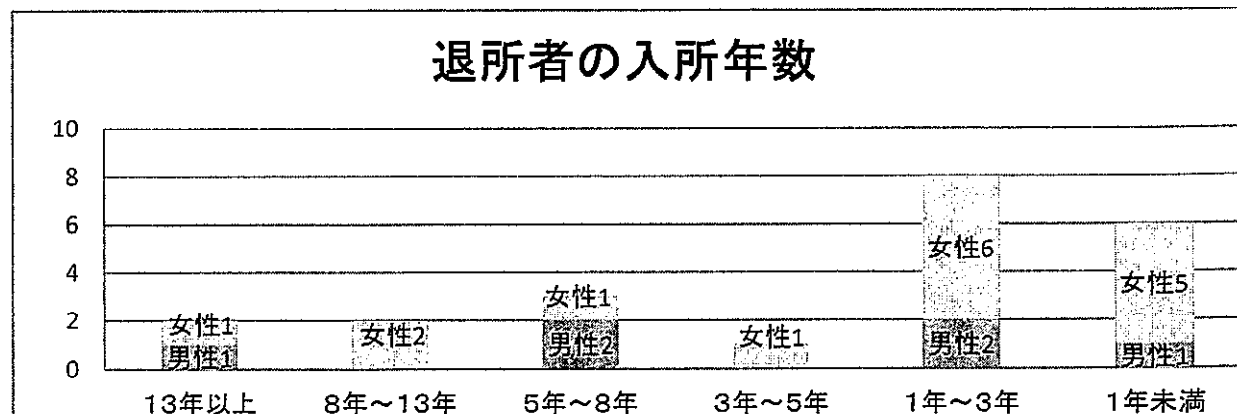 退所者の入所年数
10
8
6
4
2
0
女性1
男性1
女性2
女性1
男性2
女性1
女性6
男性2
女性5
男性1
13年以上
8年～13年
5年～8年
3年～5年
1年～3年
1年未満